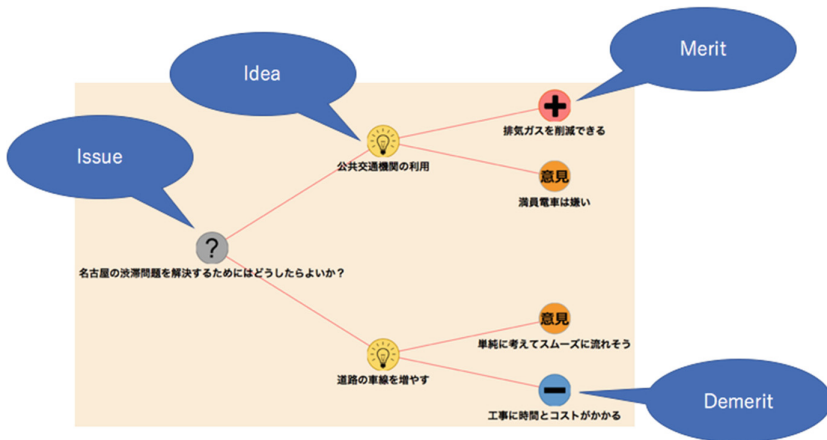 Merit
Idea
排気ガスを削減できる
公共交通機関の利用
Issue
意見
満員電車は嫌い
?
名古屋の渋滞問題を解決するためにはどうしたらよいか？
意見
単純に考えてスムーズに流れそう
道路の車線を増やす
工事に時間とコストがかかる
Demerit